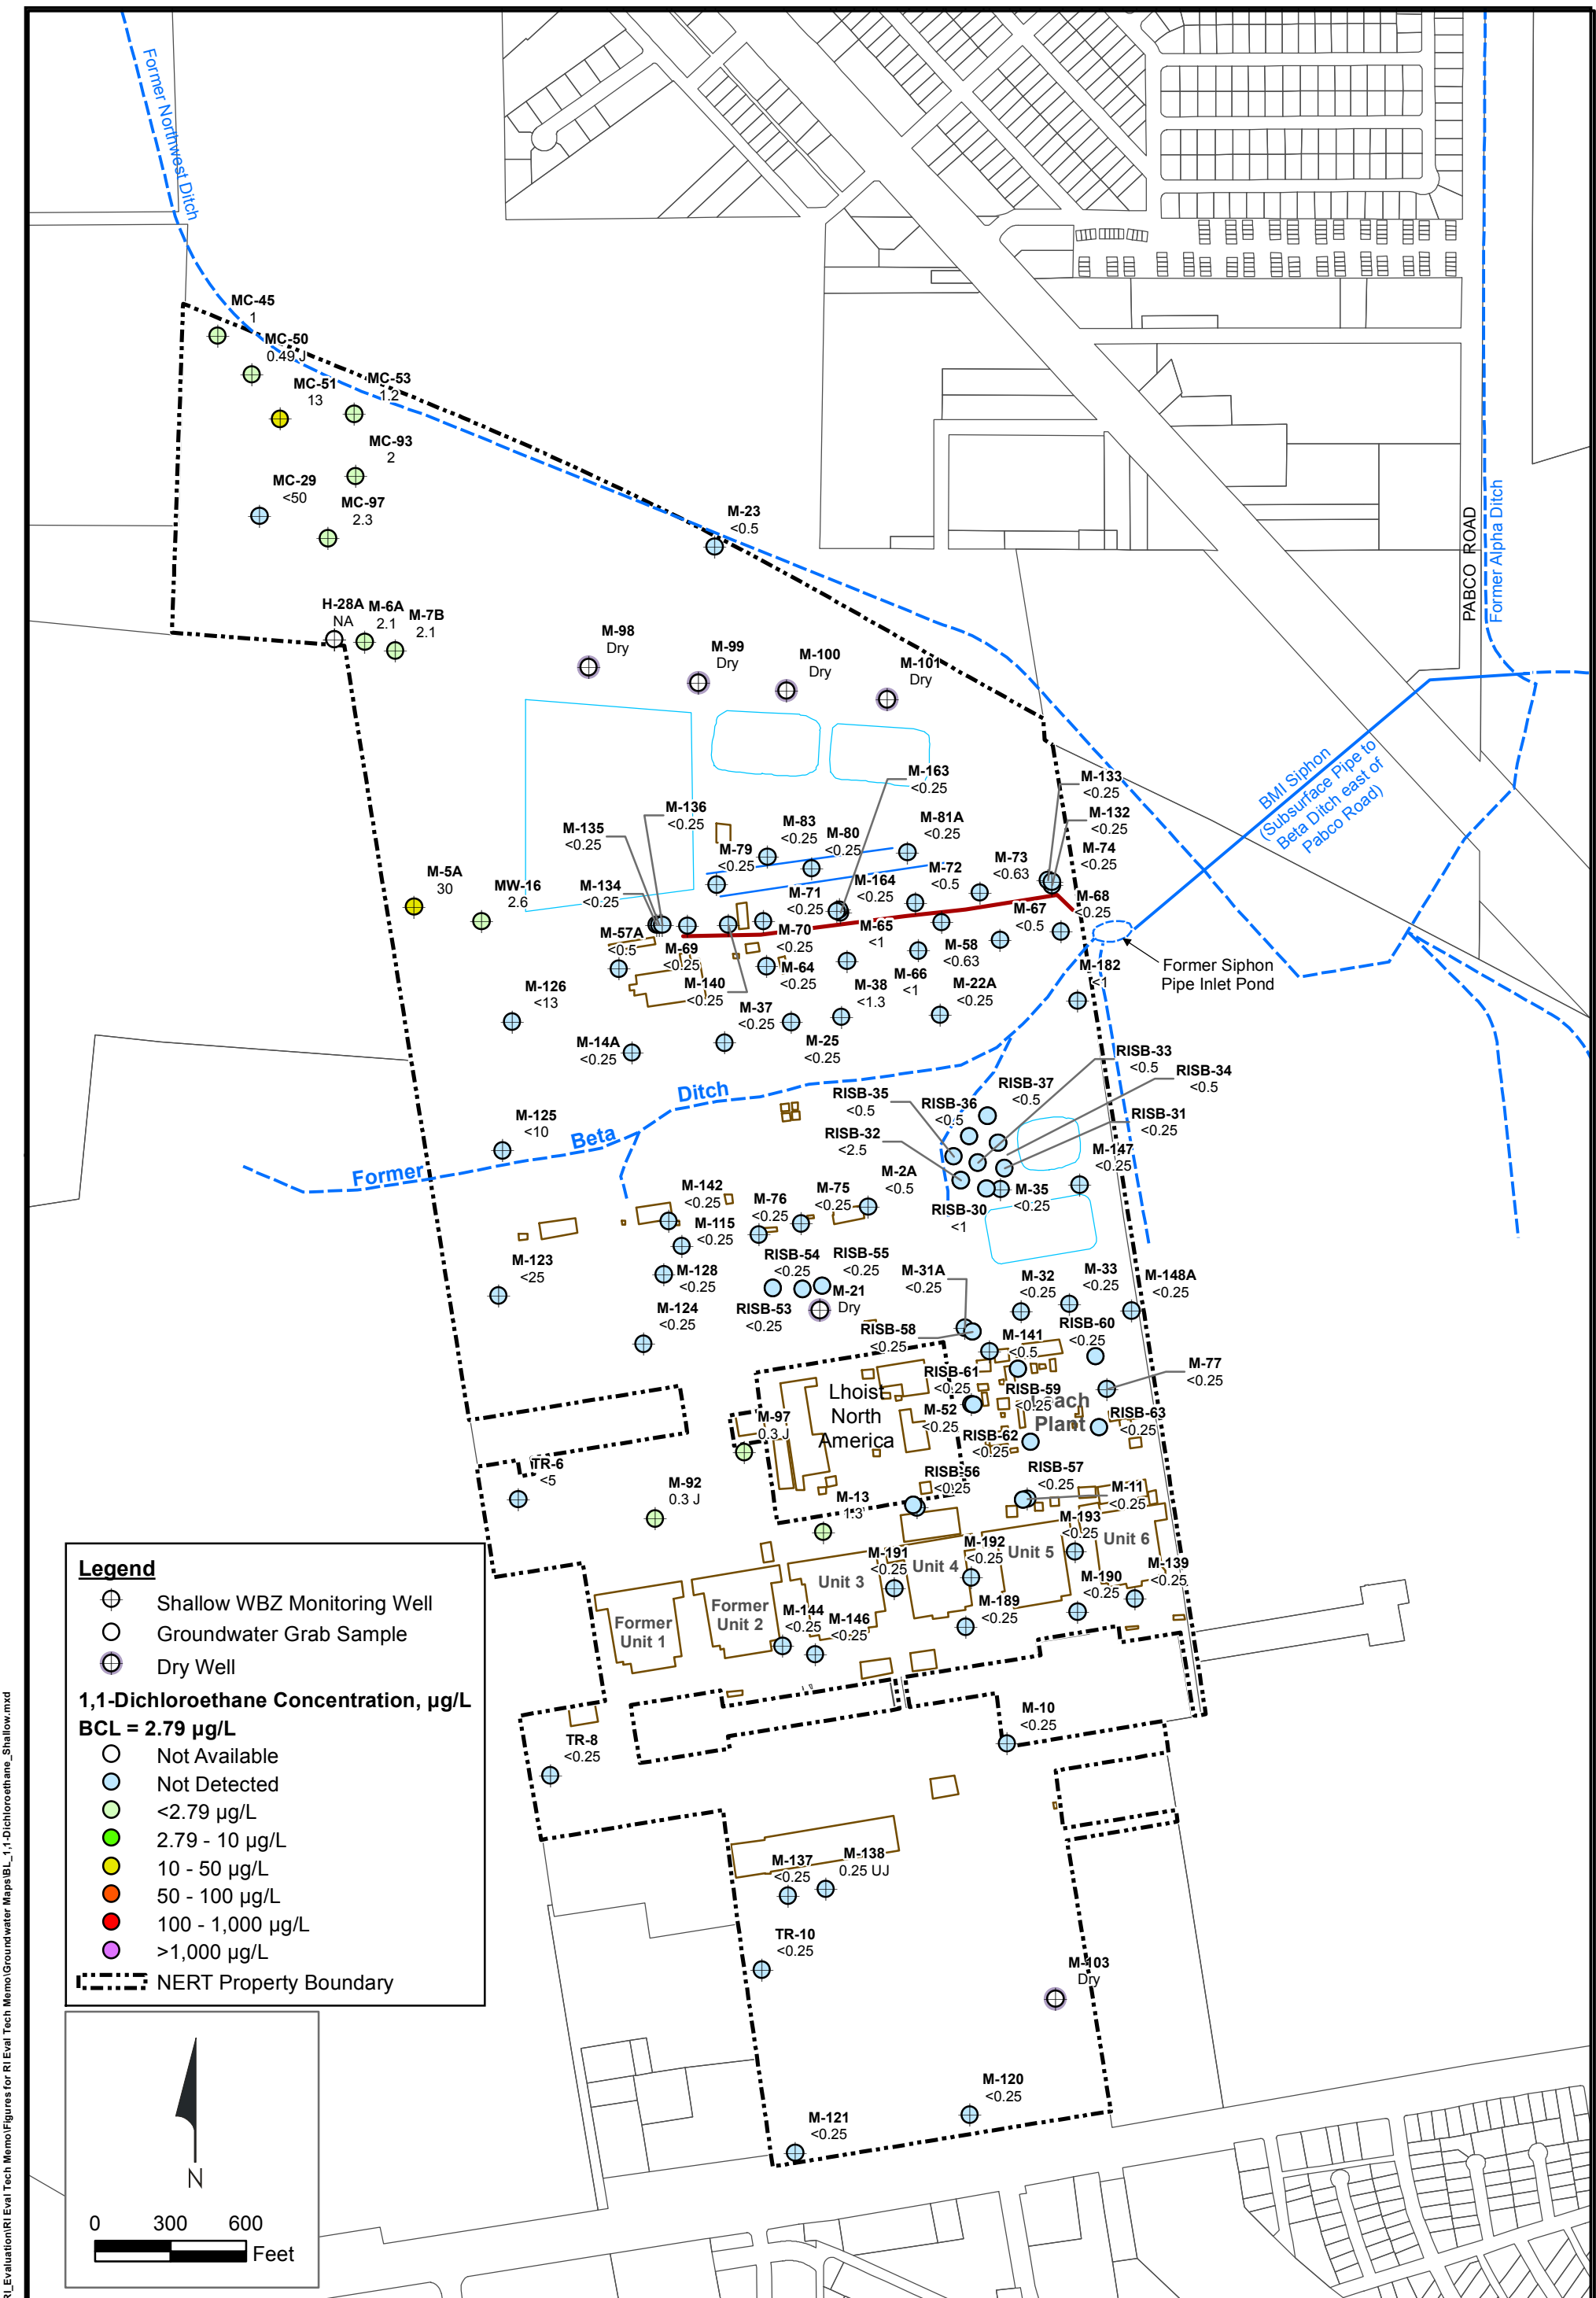 Former Northwest Ditch
MC-45
1
MC-50
0.49 J
MC-51
13
MC-53
1.2
MC-93
2
MC-29
<50
MC-97
2.3
M-23
<0.5
PABCO ROAD
Former Alpha Ditch
H-28A
NA
M-6A
2.1
M-7B
2.1
M-98
Dry
M-99
Dry
M-100
Dry
M-101
Dry
BMI Siphon
(Subsurface Pipe to
Beta Ditch east of
Pabco Road)
M-163
<0.25
M-133
<0.25
M-136
<0.25
M-132
<0.25
M-135
<0.25
M-83
<0.25
M-80
<0.25
M-81A
<0.25
M-79
<0.25
M-74
<0.25
M-73
<0.63
M-72
<0.5
M-5A
30
MW-16
2.6
M-134
<0.25
M-71
<0.25
M-164
<0.25
M-68
<0.25
M-67
<0.5
M-57A
<0.5
M-69
<0.25
M-70
<0.25
M-65
<1
M-58
<0.63
M-64
<0.25
M-66
<1
M-182
<1
Former Siphon
Pipe Inlet Pond
M-140
<0.25
M-38
<1.3
M-22A
<0.25
M-126
<13
M-37
<0.25
M-25
<0.25
M-14A
<0.25
RISB-33
<0.5
RISB-34
<0.5
RISB-37
<0.5
RISB-35
<0.5
RISB-36
<0.5
RISB-31
<0.25
RISB-32
<2.5
M-125
<10
Former Beta Ditch
M-147
<0.25
M-2A
<0.5
M-35
<0.25
RISB-30
<1
M-142
<0.25
M-76
<0.25
M-75
<0.25
M-115
<0.25
M-123
<25
M-128
<0.25
RISB-54
<0.25
RISB-55
<0.25
M-31A
<0.25
M-32
<0.25
M-33
<0.25
M-148A
<0.25
RISB-53
<0.25
M-21
Dry
M-124
<0.25
RISB-58
<0.25
M-141
<0.5
RISB-60
<0.25
M-77
<0.25
RISB-61
<0.25
RISB-59
<0.25
Lhoist
North
America
M-52
<0.25
Leach
Plant
RISB-63
<0.25
RISB-62
<0.25
M-97
0.3 J
TR-6
<5
M-92
0.3 J
M-13
1.3
RISB-56
<0.25
RISB-57
<0.25
M-11
<0.25
M-193
<0.25
M-191
<0.25
M-192
<0.25
Unit 3
Unit 4
Unit 5
Unit 6
M-190
<0.25
M-139
<0.25
M-189
<0.25
Former
Unit 1
Former
Unit 2
M-144
<0.25
M-146
<0.25
M-10
<0.25
TR-8
<0.25
M-137
<0.25
M-138
0.25 UJ
TR-10
<0.25
M-103
Dry
M-120
<0.25
M-121
<0.25
Legend
Shallow WBZ Monitoring Well
Groundwater Grab Sample
Dry Well
1,1-Dichloroethane Concentration, µg/L
BCL = 2.79 µg/L
Not Available
Not Detected
<2.79 µg/L
2.79 - 10 µg/L
10 - 50 µg/L
50 - 100 µg/L
100 - 1,000 µg/L
>1,000 µg/L
NERT Property Boundary
N
0 300 600
Feet
RI_Evaluation\RI Eval Tech Memo\Figures for RI Eval Tech Memo\Groundwater Maps\BL_1,1-Dichloroethane_Shallow.mxd